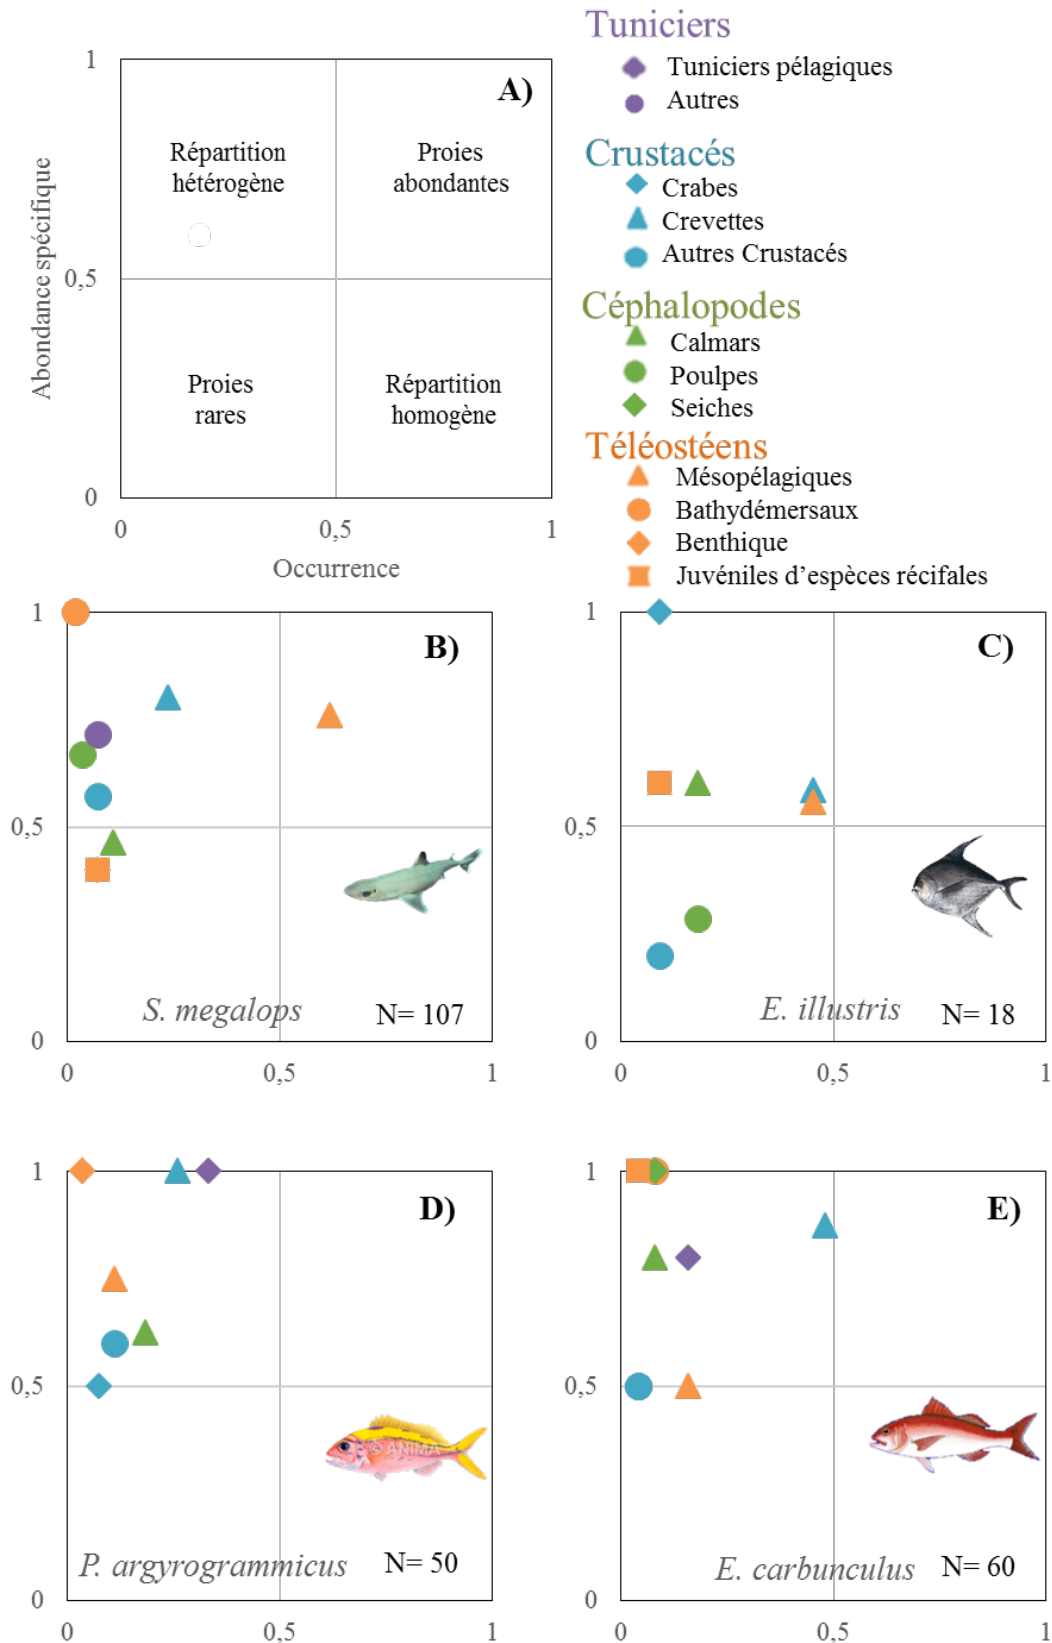 Tuniciers
Tuniciers pélagiques
Autres
Crustacés
Crabes
Crevettes
Autres Crustacés
Céphalopodes
Calmars
Poulpes
Seiches
Téléostéens
Mésopélagiques
Bathydémersaux
Benthique
Juvéniles d'espèces récifales
A)
1
0,5
0
Abondance spécifique
Répartition
hétérogène
Proies
abondantes
Proies
rares
Répartition
homogène
0 0,5 1
Occurrence
B)
1
0,5
0
S. megalops N= 107
0 0,5 1
C)
1
0,5
0
E. illustris N= 18
0 0,5 1
D)
1
0,5
0
© ANIMA
P. argyrogrammicus N= 50
0 0,5 1
E)
1
0,5
0
E. carbunculus N= 60
0 0,5 1